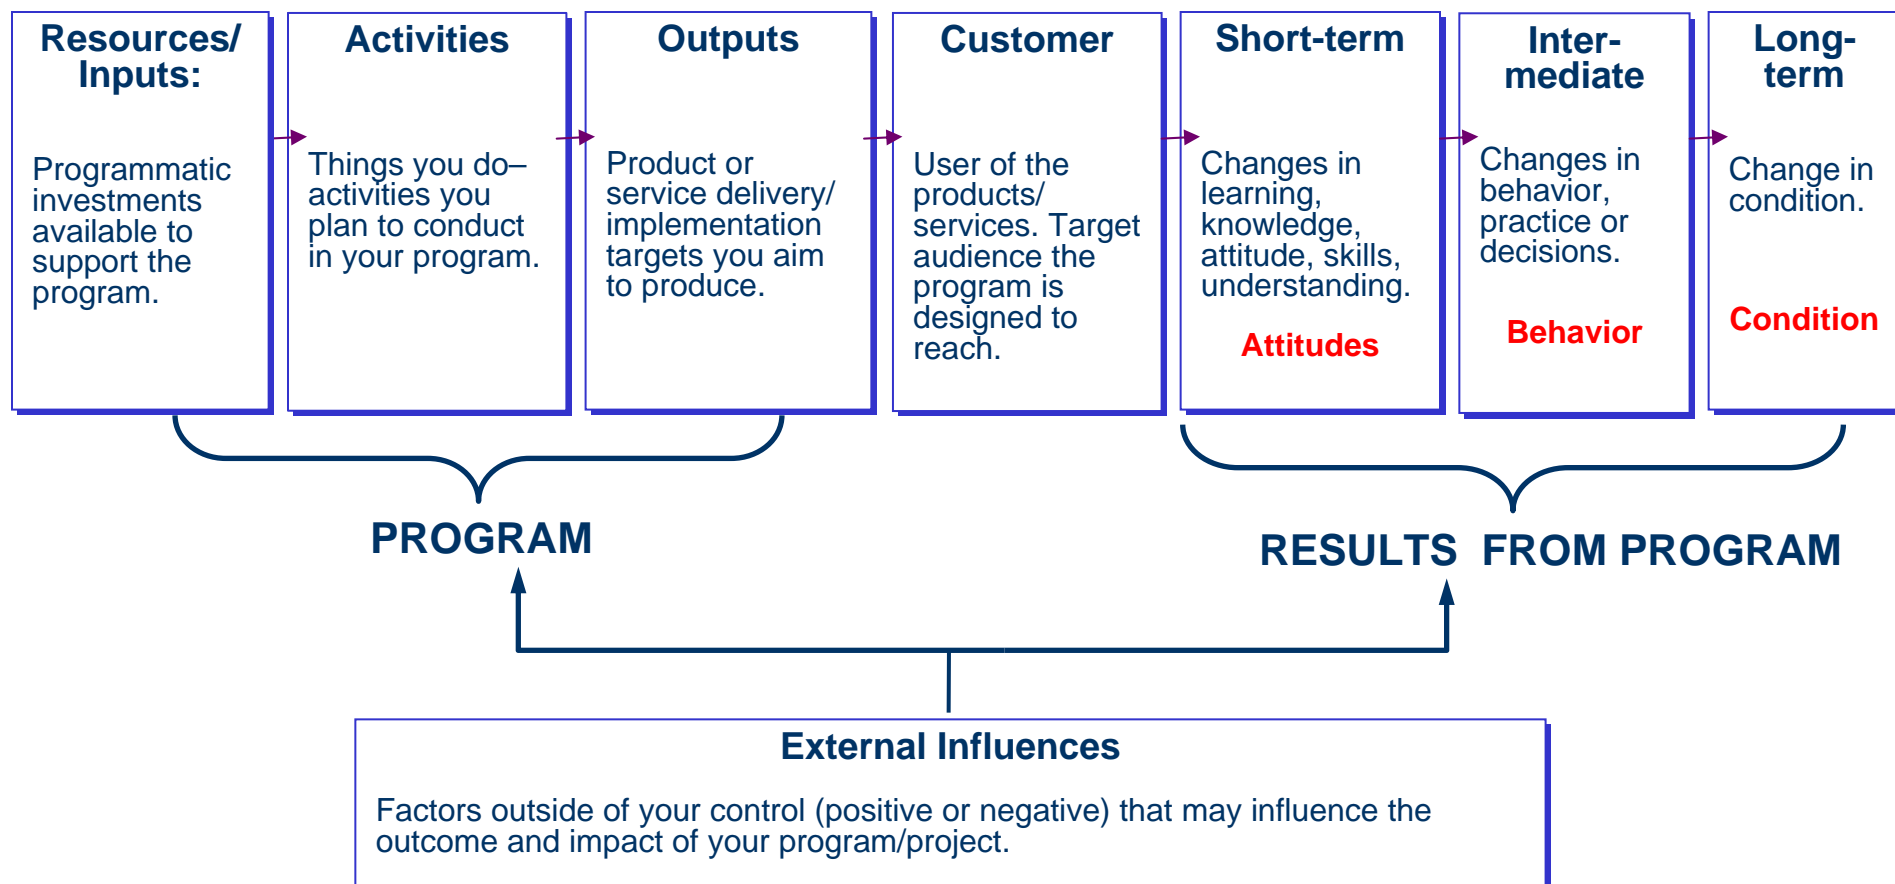 Resources/
Inputs:
Programmatic
investments
available to
support the
program.
Activities
Things you do–
activities you
plan to conduct
in your program.
Outputs
Product or
service delivery/
implementation
targets you aim
to produce.
Customer
User of the
products/
services. Target
audience the
program is
designed to
reach.
Short-term
Changes in
learning,
knowledge,
attitude, skills,
understanding.
Attitudes
Inter-
mediate
Changes in
behavior,
practice or
decisions.
Behavior
Long-
term
Change in
condition.
Condition
PROGRAM
RESULTS FROM PROGRAM
External Influences
Factors outside of your control (positive or negative) that may influence the
outcome and impact of your program/project.